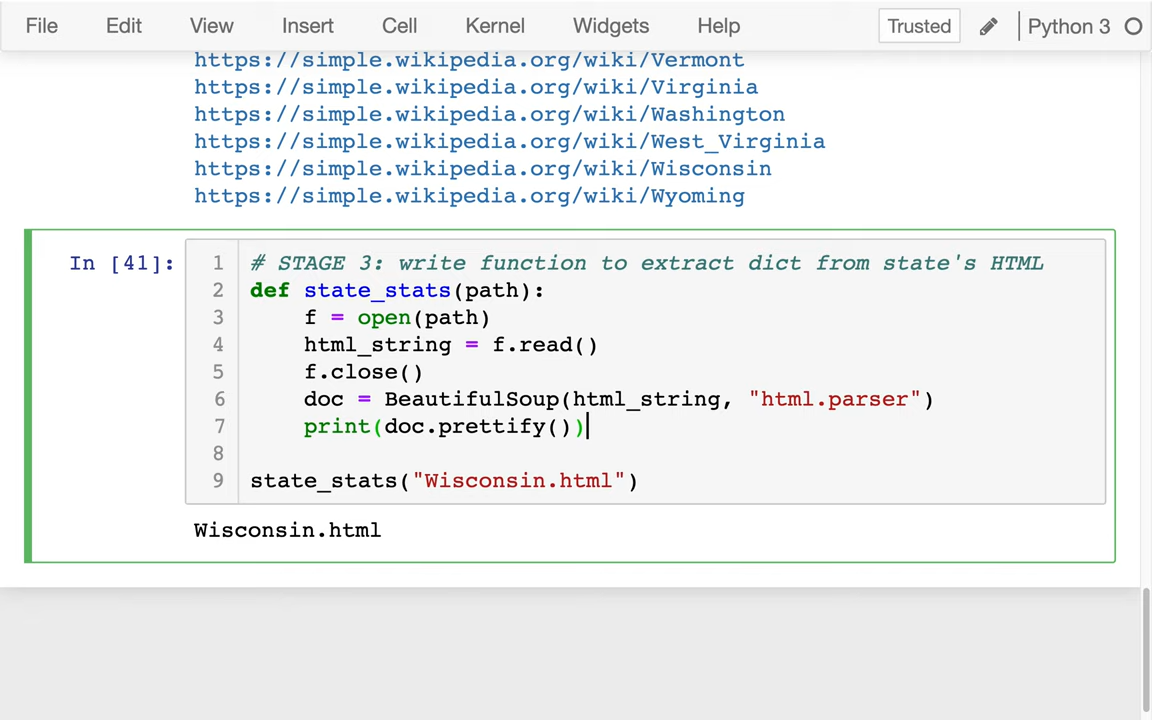 File Edit View Insert Cell Kernel Widgets Help Trusted Python 3
https://simple.wikipedia.org/wiki/Vermont
https://simple.wikipedia.org/wiki/Virginia
https://simple.wikipedia.org/wiki/Washington
https://simple.wikipedia.org/wiki/West_Virginia
https://simple.wikipedia.org/wiki/Wisconsin
https://simple.wikipedia.org/wiki/Wyoming
In [41]: 1 # STAGE 3: write function to extract dict from state's HTML
2 def state_stats(path):
3     f = open(path)
4     html_string = f.read()
5     f.close()
6     doc = BeautifulSoup(html_string, "html.parser")
7     print(doc.prettify())
8
9 state_stats("Wisconsin.html")
Wisconsin.html